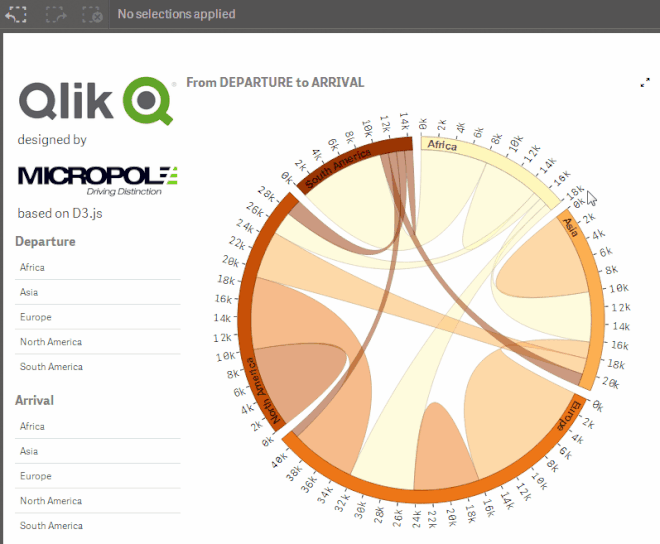 No selections applied
Qlik Q
From DEPARTURE to ARRIVAL
designed by
MICROPOLE
Driving Distinction
based on D3.js
Departure
Africa
Asia
Europe
North America
South America
Arrival
Africa
Asia
Europe
North America
South America
Africa
0k 2k 4k 6k 8k 10k 12k 14k 16k 18k
Asia
0k 2k 4k 6k 8k 10k 12k 14k 16k 18k 20k
Europe
0k 2k 4k 6k 8k 10k 12k 14k 16k 18k 20k 22k 24k 26k 28k 30k 32k 34k 36k 38k 40k
North America
0k 2k 4k 6k 8k 10k 12k 14k 16k 18k 20k 22k 24k 26k 28k
South America
0k 2k 4k 6k 8k 10k 12k 14k